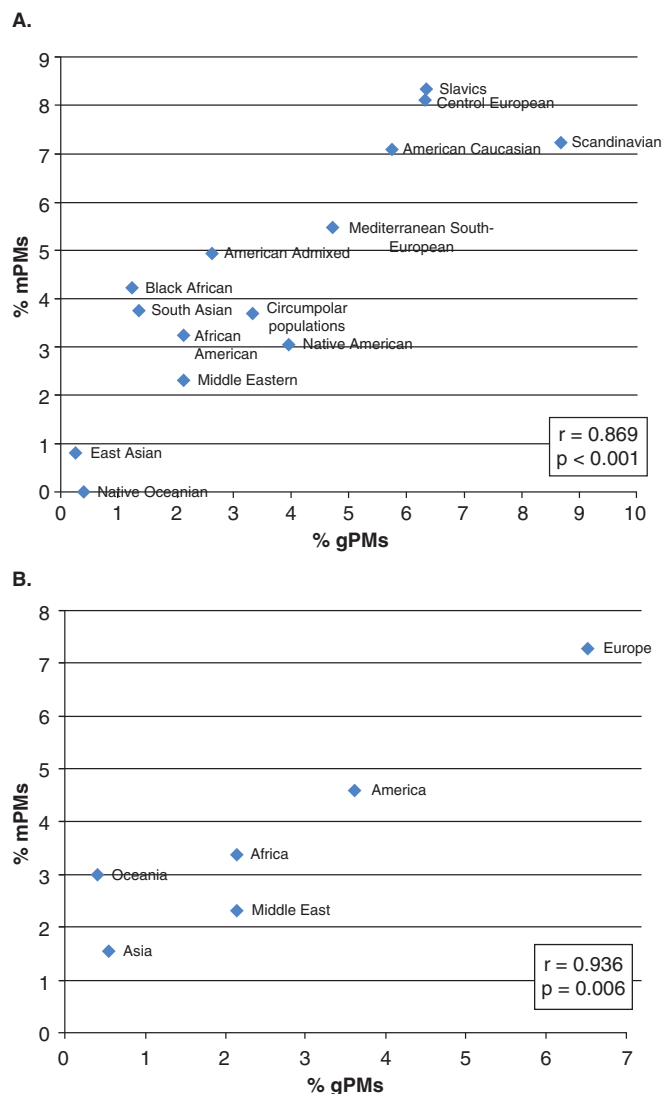 A.
9
8
7
6
5
4
3
2
1
0
% mPMs
Slavics
Central European
Scandinavian
American Caucasian
Mediterranean South-
European
American Admixed
Black African
South Asian
Circumpolar
populations
African
American
Native American
Middle Eastern
East Asian
Native Oceanian
r = 0.869
p < 0.001
0 1 2 3 4 5 6 7 8 9 10
% gPMs
B.
8
7
6
5
4
3
2
1
0
% mPMs
Europe
America
Africa
Oceania
Middle East
Asia
r = 0.936
p = 0.006
0 1 2 3 4 5 6 7
% gPMs